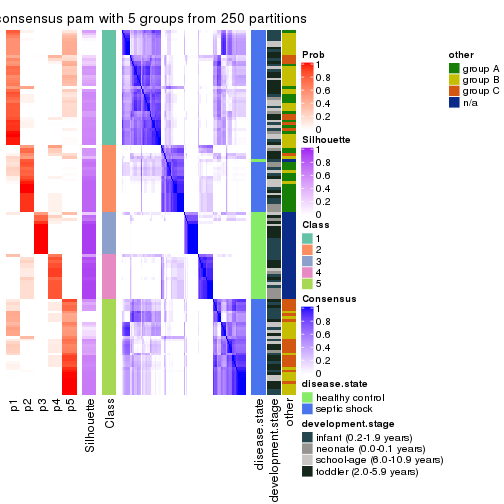 consensus pam with 5 groups from 250 partitions
Prob
1
0.8
0.6
0.4
0.2
0
Silhouette
1
0.8
0.6
0.4
0.2
0
Class
1
2
3
4
5
Consensus
1
0.8
0.6
0.4
0.2
0
disease.state
healthy control
septic shock
development.stage
infant (0.2-1.9 years)
neonate (0.0-0.1 years)
school-age (6.0-10.9 years)
toddler (2.0-5.9 years)
other
group A
group B
group C
n/a
p1
p2
p3
p4
p5
Silhouette
Class
disease.state
development.stage
other